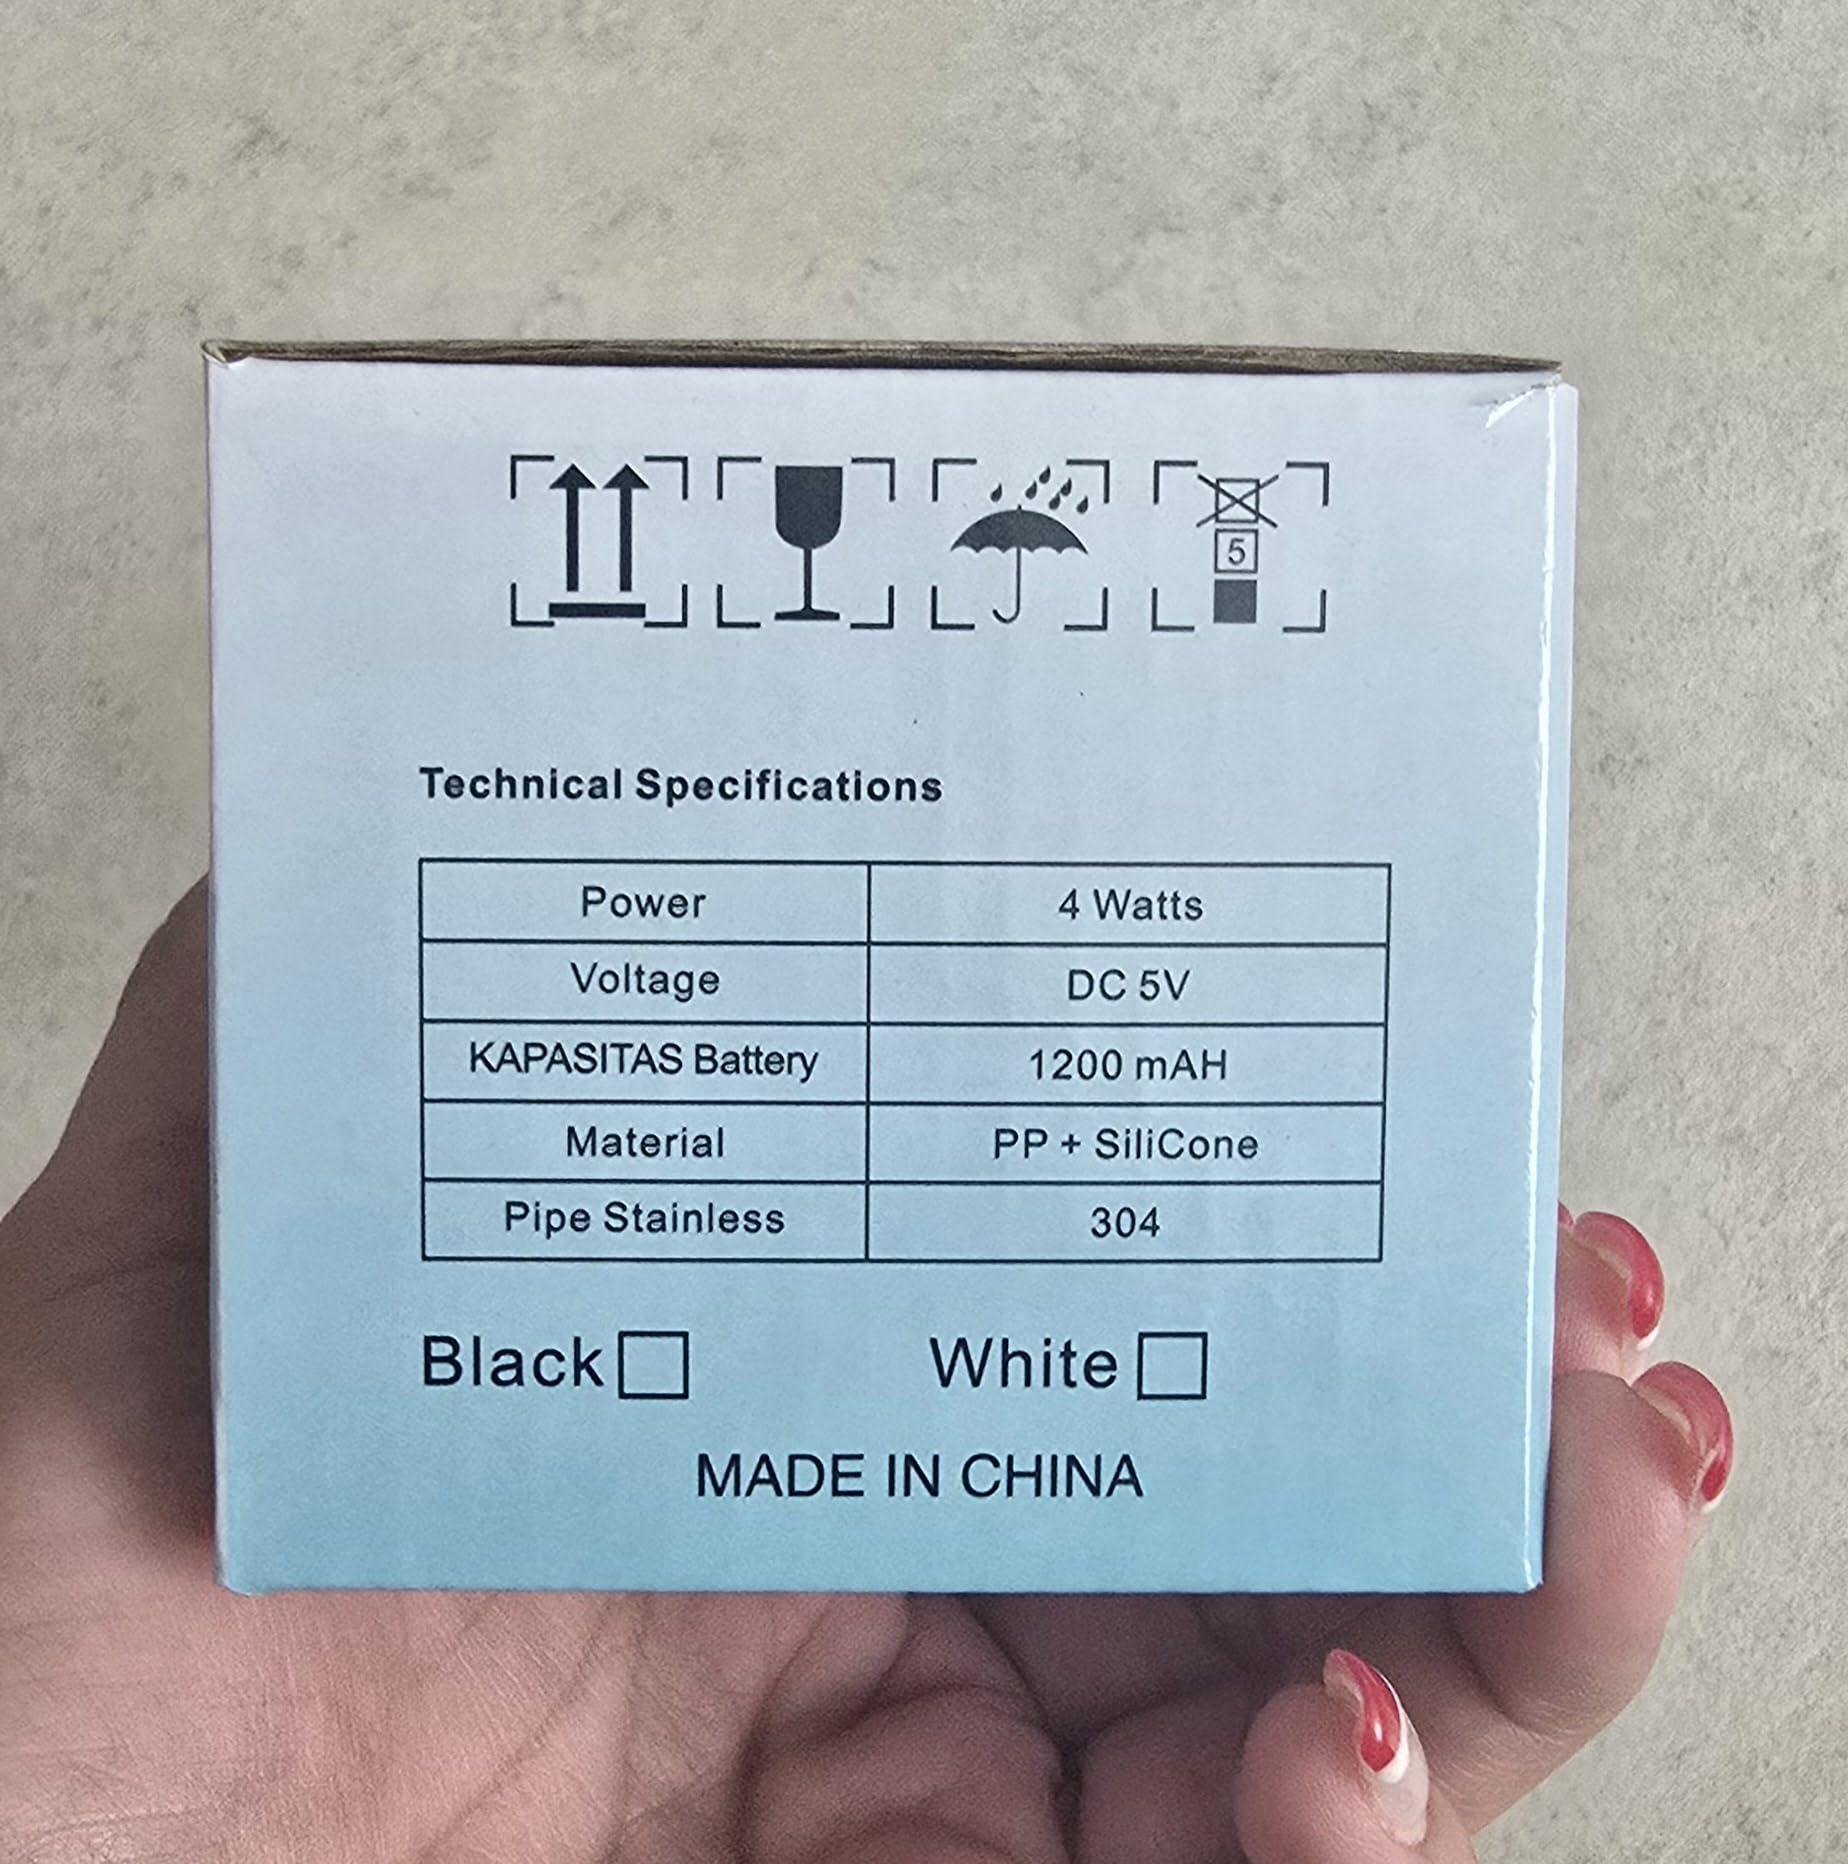 5
Technical Specifications
Power 4 Watts
Voltage DC 5V
KAPASITAS Battery 1200 mAH
Material PP + SiliCone
Pipe Stainless 304
Black White
MADE IN CHINA